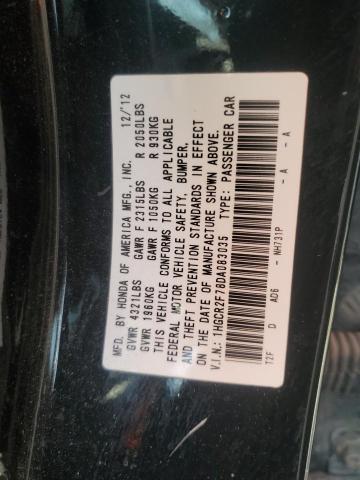 MFD. BY HONDA OF AMERICA MFG., INC. 12/12
GVWR 4321LBS GAWR F 2315LBS R 2050LBS
GVWR 1960KG GAWR F 1050KG R 930KG
THIS VEHICLE CONFORMS TO ALL APPLICABLE
FEDERAL MOTOR VEHICLE SAFETY, BUMPER,
AND THEFT PREVENTION STANDARDS IN EFFECT
ON THE DATE OF MANUFACTURE SHOWN ABOVE.
V.I.N.: 1HGCR2F78DA083035 TYPE: PASSENGER CAR
T2F D AD6 - NH731P - A - A